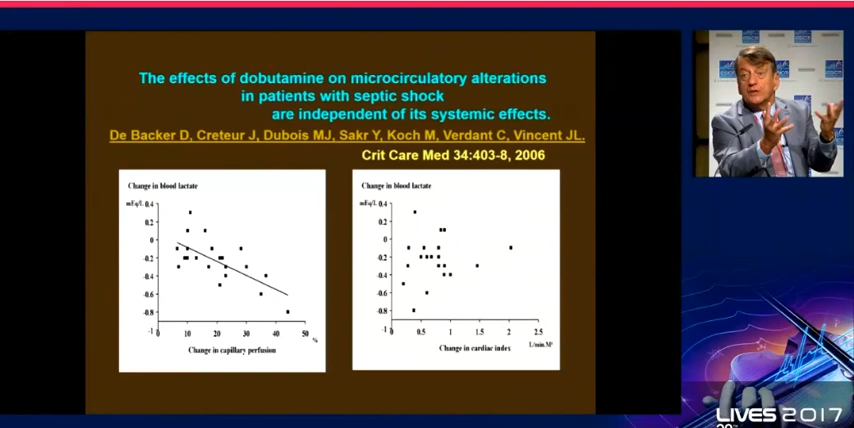 The effects of dobutamine on microcirculatory alterations
in patients with septic shock
are independent of its systemic effects.
De Backer D, Creteur J, Dubois MJ, Sakr Y, Koch M, Verdant C, Vincent JL.
Crit Care Med 34:403-8, 2006
Change in blood lactate
mEq/L 0.4
0.2
0
-0.2
-0.4
-0.6
-0.8
-1 0 10 20 30 40 50
%
Change in capillary perfusion
Change in blood lactate
mEq/L 0.4
0.2
0
-0.2
-0.4
-0.6
-0.8
-1 0 0.5 1 1.5 2 2.5
L/min.M²
Change in cardiac index
LIVES 2017